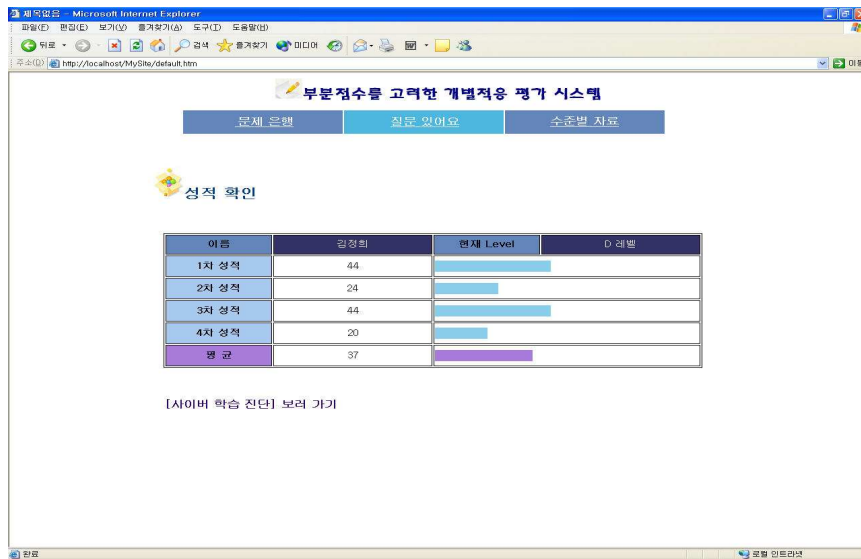 제목없음 - Microsoft Internet Explorer
파일(F) 편집(E) 보기(V) 즐겨찾기(A) 도구(T) 도움말(H)
뒤로 검색 즐겨찾기 미디어
주소(D) http://localhost/MySite/default.htm 이동
부분점수를 고려한 개별적응 평가 시스템
문제 은행 질문 있어요 수준별 자료
성적 확인
이름 김정희 현재 Level D 레벨
1차 성적 44
2차 성적 24
3차 성적 44
4차 성적 20
평 균 37
[사이버 학습 진단] 보러 가기
완료 로컬 인트라넷